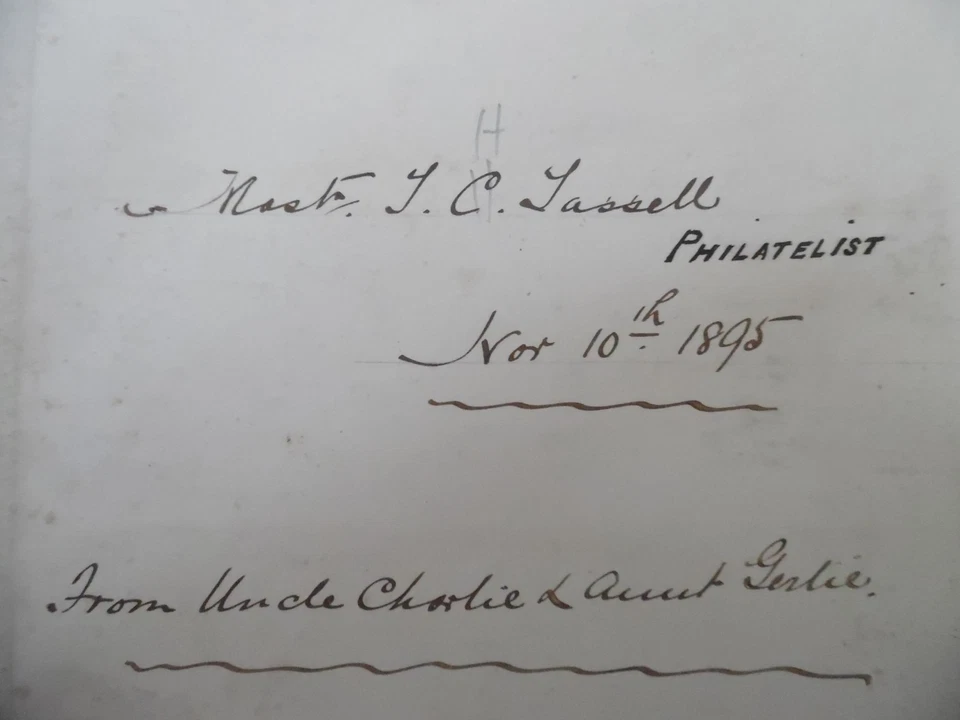 H
Mastr. T. C. Tassell
PHILATELIST
Nov 10th 1895
From Uncle Charlie & Aunt Gertie.